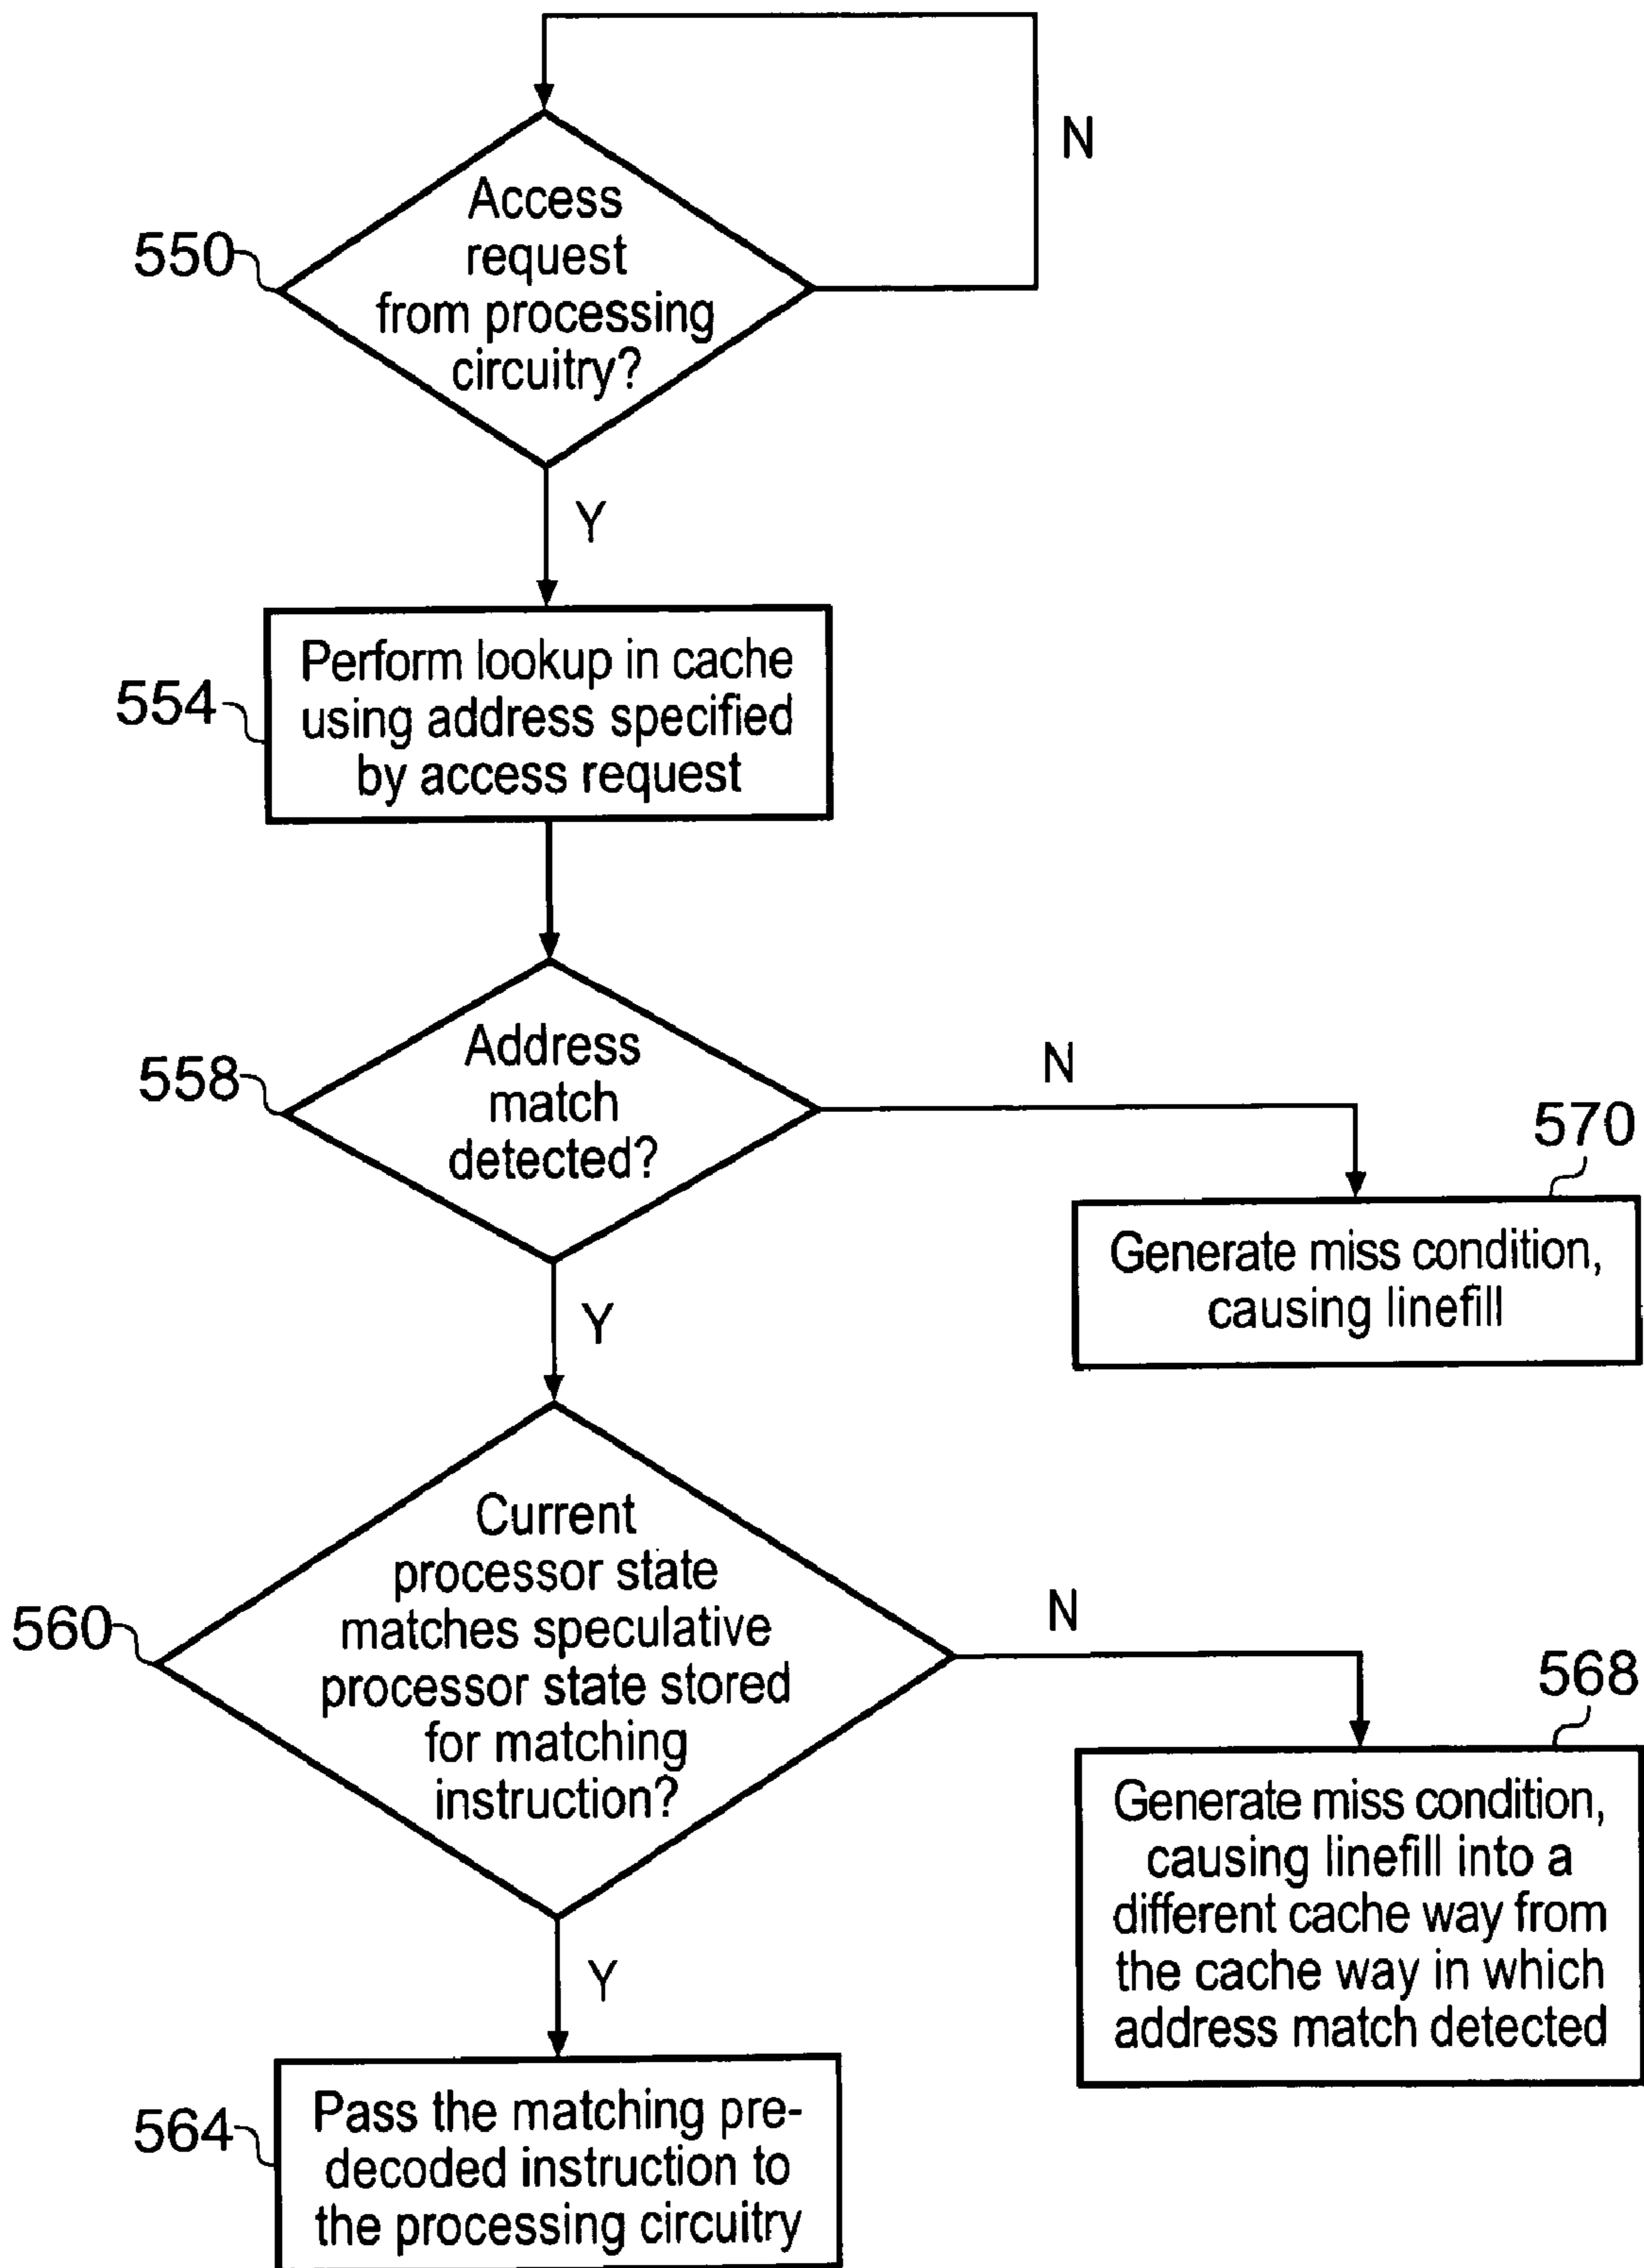 N
Access
request
from processing
circuitry?
550
Y
Perform lookup in cache
using address specified
by access request
554
Address
match
detected?
558
N
570
Generate miss condition,
causing linefill
Y
Current
processor state
matches speculative
processor state stored
for matching
instruction?
560
N
568
Generate miss condition,
causing linefill into a
different cache way from
the cache way in which
address match detected
Y
Pass the matching pre-
decoded instruction to
the processing circuitry
564